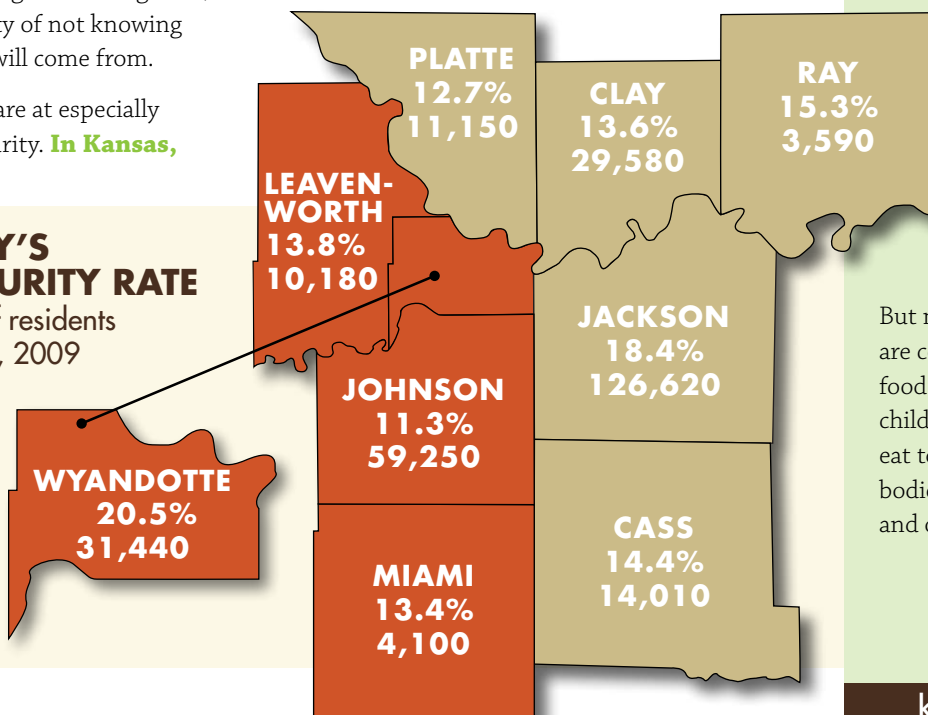 ty of not knowing
will come from.
are at especially
rity. In Kansas,
Y'S
URITY RATE
residents
, 2009
PLATTE
12.7%
11,150
CLAY
13.6%
29,580
RAY
15.3%
3,590
LEAVEN-
WORTH
13.8%
10,180
JACKSON
18.4%
126,620
JOHNSON
11.3%
59,250
WYANDOTTE
20.5%
31,440
MIAMI
13.4%
4,100
CASS
14.4%
14,010
But
are
food
child
eat
bodie
and